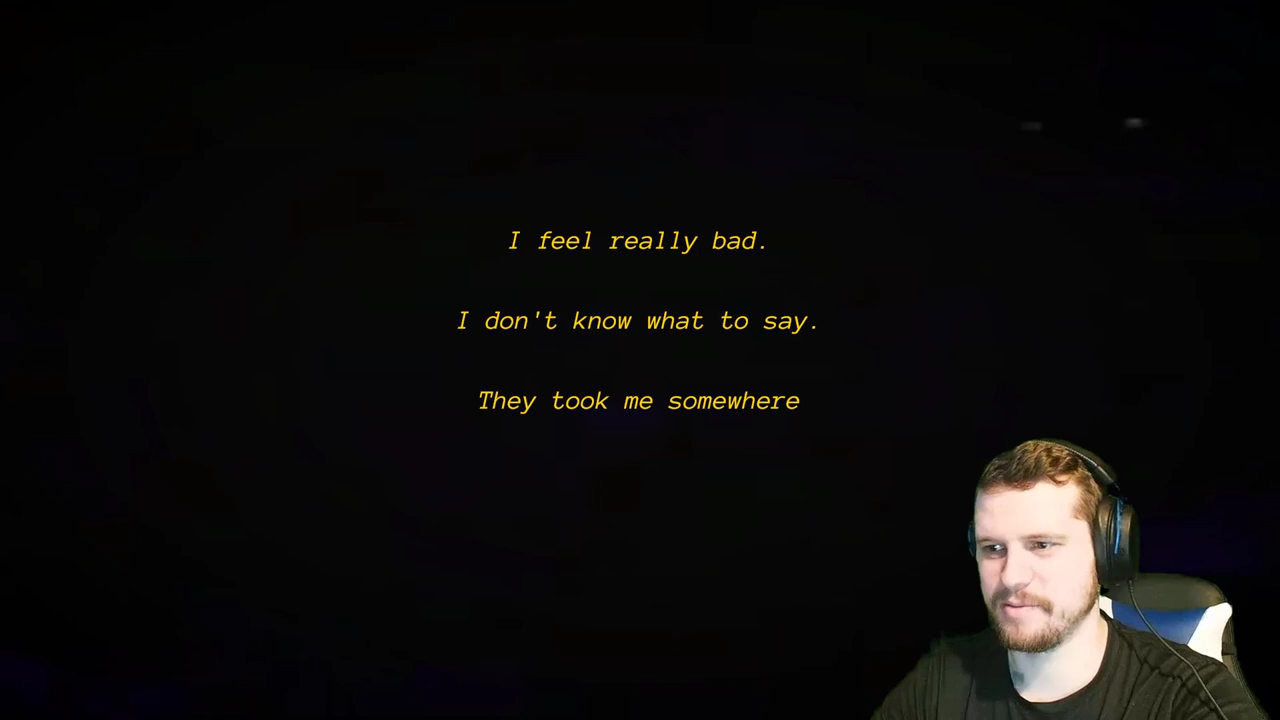 I feel really bad.
I don't know what to say.
They took me somewhere